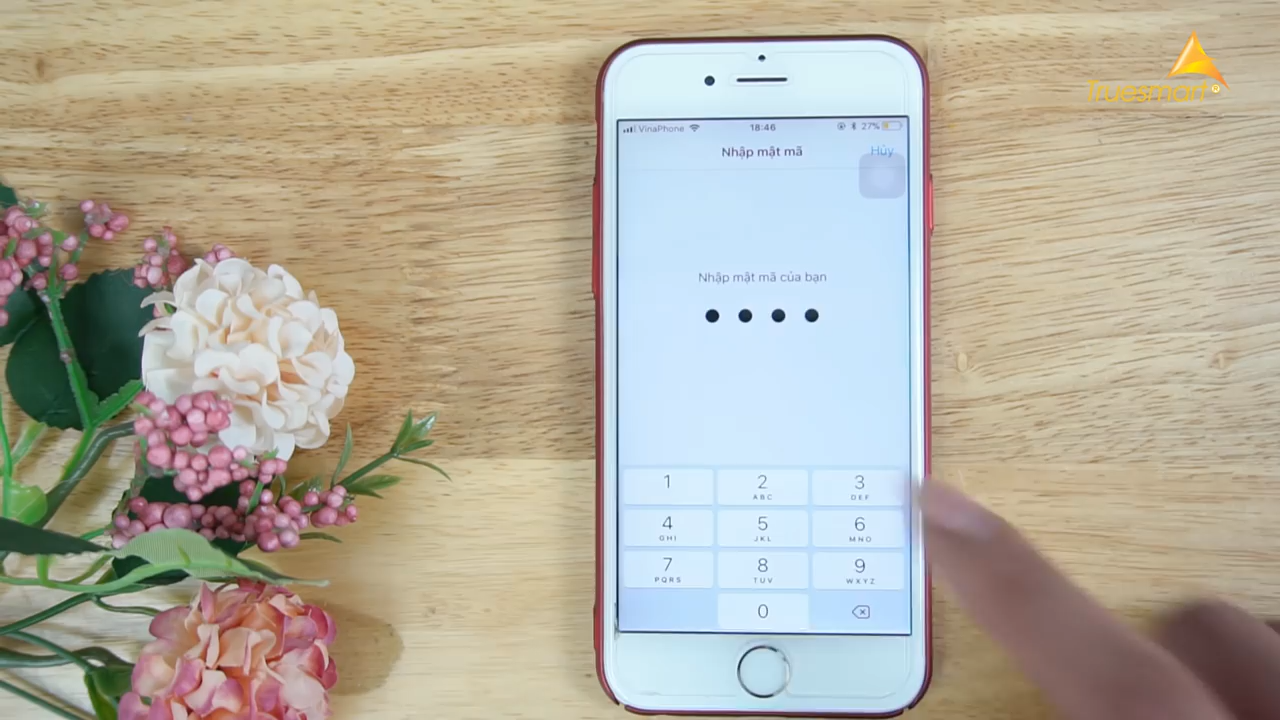 Truesmart®
VinaPhone 18:46 27%
Nhập mật mã Hủy
Nhập mật mã của bạn
1 2 3
ABC DEF
4 5 6
GHI JKL MNO
7 8 9
PQRS TUV WXYZ
0